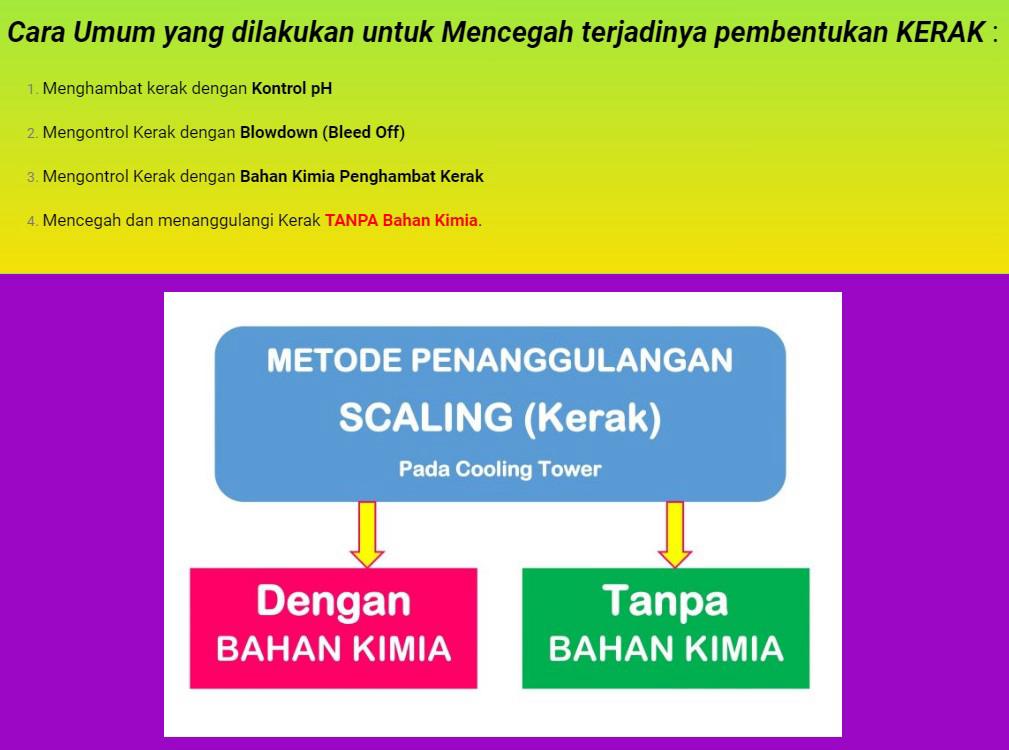 Cara Umum yang dilakukan untuk Mencegah terjadinya pembentukan KERAK :
1. Menghambat kerak dengan Kontrol pH
2. Mengontrol Kerak dengan Blowdown (Bleed Off)
3. Mengontrol Kerak dengan Bahan Kimia Penghambat Kerak
4. Mencegah dan menanggulangi Kerak TANPA Bahan Kimia.
METODE PENANGGULANGAN
SCALING (Kerak)
Pada Cooling Tower
Dengan
BAHAN KIMIA
Tanpa
BAHAN KIMIA